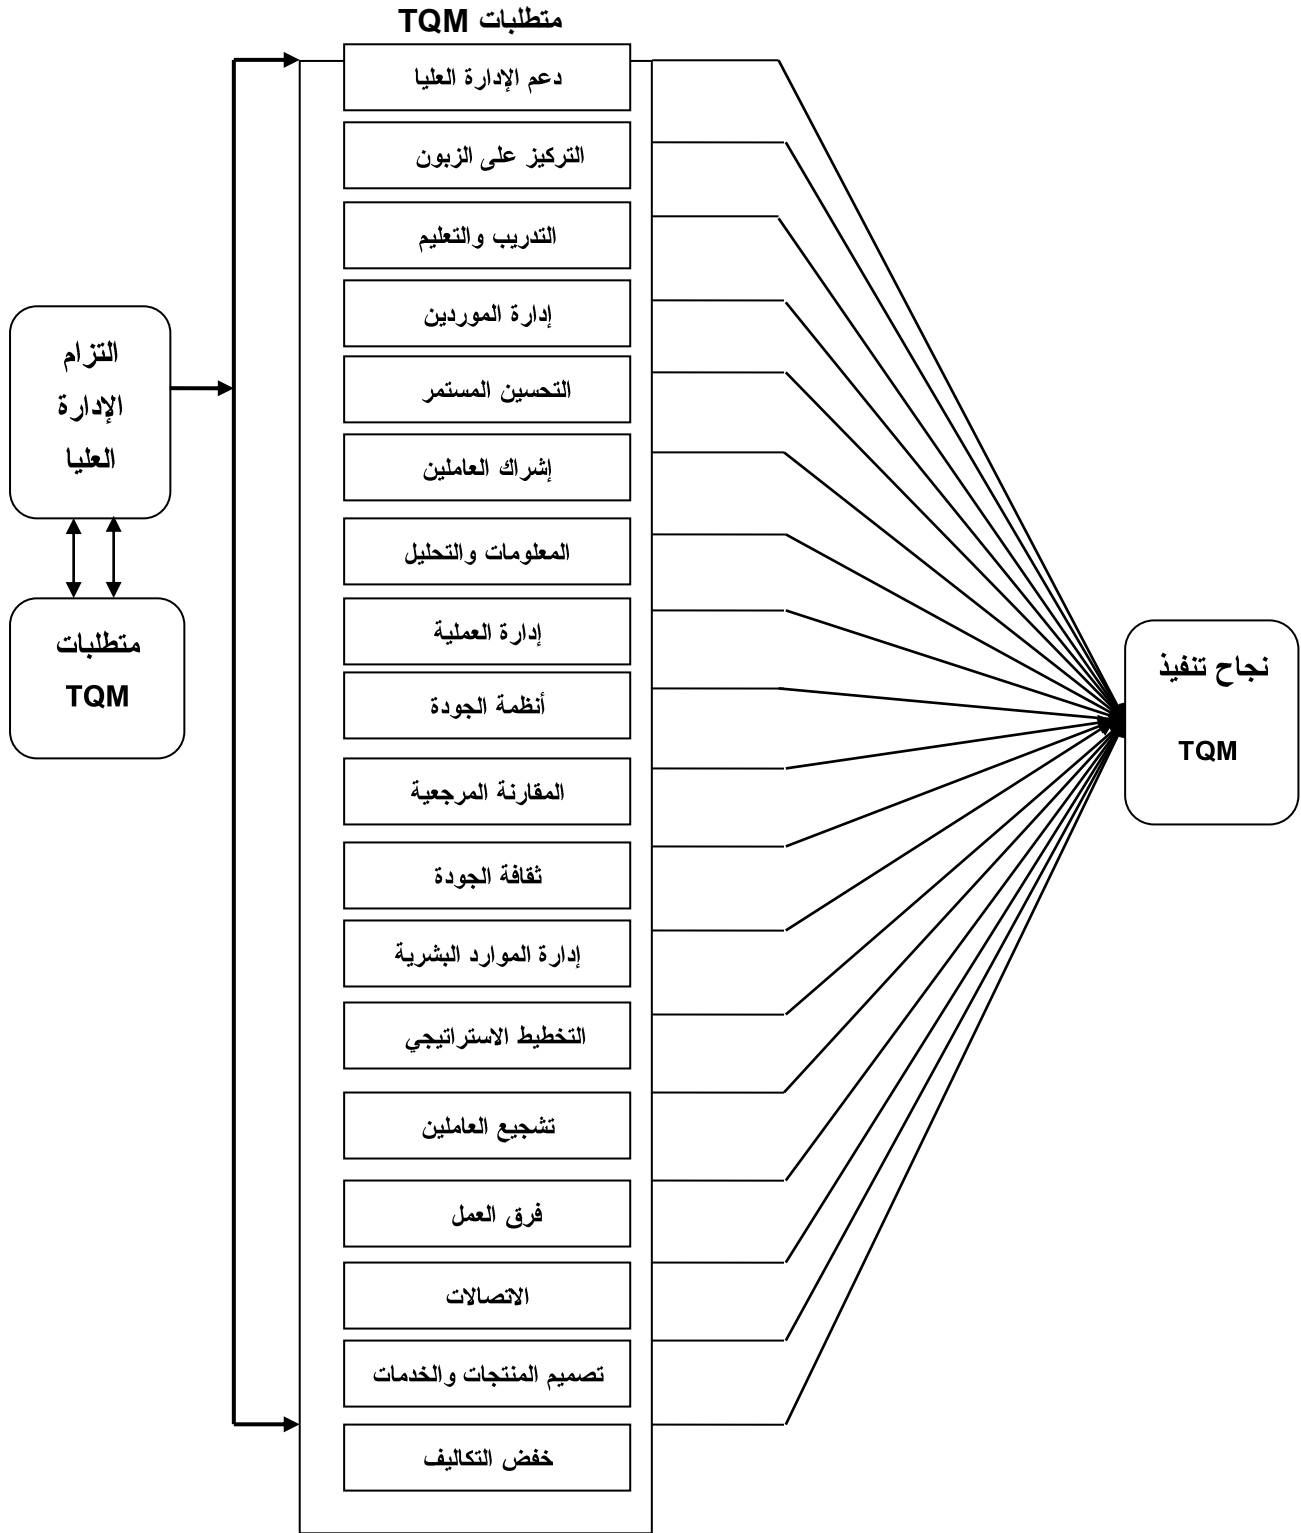 متطلبات TQM
دعم الإدارة العليا
التركيز على الزبون
التدريب والتعليم
إدارة الموردين
التحسين المستمر
إشراك العاملين
المعلومات والتحليل
إدارة العملية
أنظمة الجودة
المقارنة المرجعية
ثقافة الجودة
إدارة الموارد البشرية
التخطيط الاستراتيجي
تشجيع العاملين
فرق العمل
الاتصالات
تصميم المنتجات والخدمات
خفض التكاليف
التزام
الإدارة
العليا
متطلبات
TQM
نجاح تنفيذ
TQM